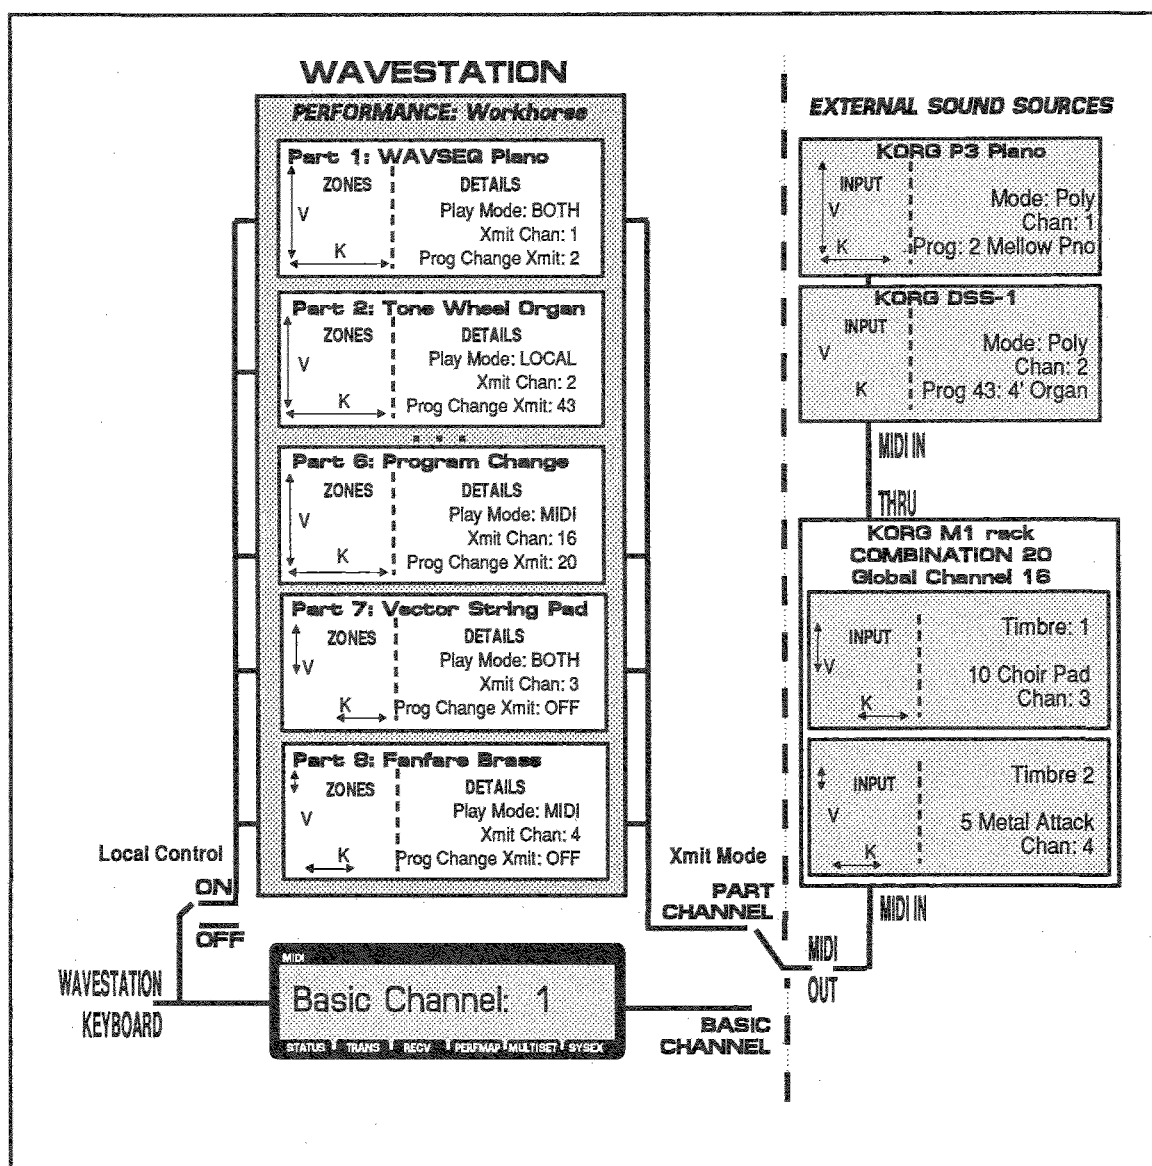 WAVESTATION
PERFORMANCE: Workhorse
Part 1: WAVSEQ Piano
ZONES
DETAILS
V
K
Play Mode: BOTH
Xmit Chan: 1
Prog Change Xmit: 2
Part 2: Tone Wheel Organ
ZONES
DETAILS
V
K
Play Mode: LOCAL
Xmit Chan: 2
Prog Change Xmit: 43
Part 6: Program Change
ZONES
DETAILS
V
K
Play Mode: MIDI
Xmit Chan: 16
Prog Change Xmit: 20
Part 7: Vector String Pad
ZONES
DETAILS
V
K
Play Mode: BOTH
Xmit Chan: 3
Prog Change Xmit: OFF
Part 8: Fanfare Brass
ZONES
DETAILS
V
K
Play Mode: MIDI
Xmit Chan: 4
Prog Change Xmit: OFF
Local Control
ON
OFF
WAVESTATION
KEYBOARD
MIDI
Basic Channel: 1
STATUS TRANS RECV PERFMAP MULTISET SYSEX
Xmit Mode
PART
CHANNEL
BASIC
CHANNEL
MIDI
OUT
EXTERNAL SOUND SOURCES
KORG P3 Piano
INPUT
V
K
Mode: Poly
Chan: 1
Prog: 2 Mellow Pno
KORG DSS-1
INPUT
V
K
Mode: Poly
Chan: 2
Prog 43: 4' Organ
MIDI IN
THRU
KORG M1 rack
COMBINATION 20
Global Channel 16
INPUT
V
K
Timbre: 1
10 Choir Pad
Chan: 3
INPUT
V
K
Timbre 2
5 Metal Attack
Chan: 4
MIDI IN